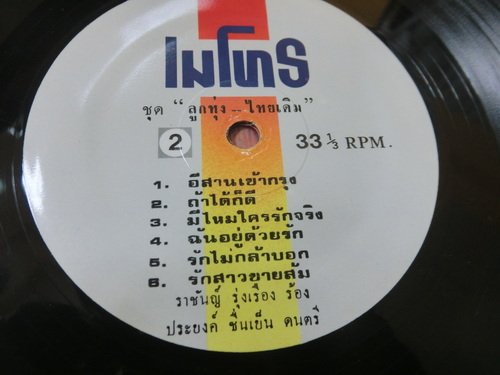 เมโทร
ชุด "ลูกทุ่ง -- ไทยเดิม"
2 33 1/3 RPM.
1. อีสานเข้ากรุง
2. ถ้าได้ก็ดี
3. มีไหมใครรักจริง
4. ฉันอยู่ด้วยรัก
5. รักไม่กล้าบอก
6. รักสาวขายส้ม
ราชันญ์ รุ่งเรือง ร้อง
ประยงค์ ชื่นเย็น ดนตรี